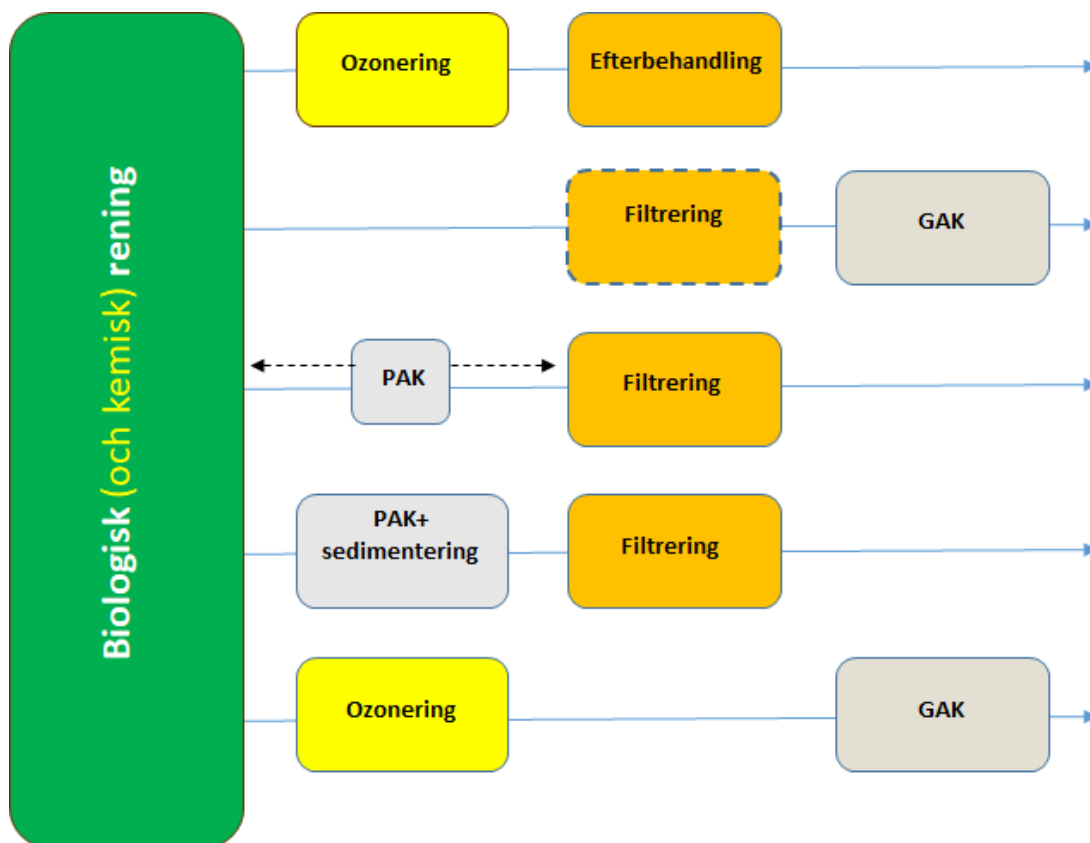 Biologisk (och kemisk) rening
Ozonering
Efterbehandling
Filtrering
GAK
PAK
Filtrering
PAK+
sedimentering
Filtrering
Ozonering
GAK